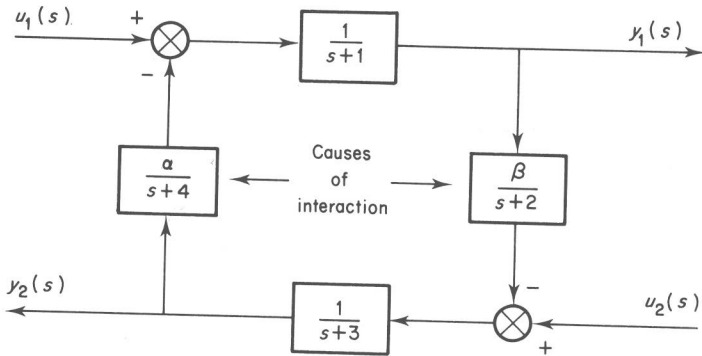 u₁(s)
+
1
s+1
y₁(s)
−
α
s+4
Causes
of
interaction
β
s+2
y₂(s)
1
s+3
−
u₂(s)
+